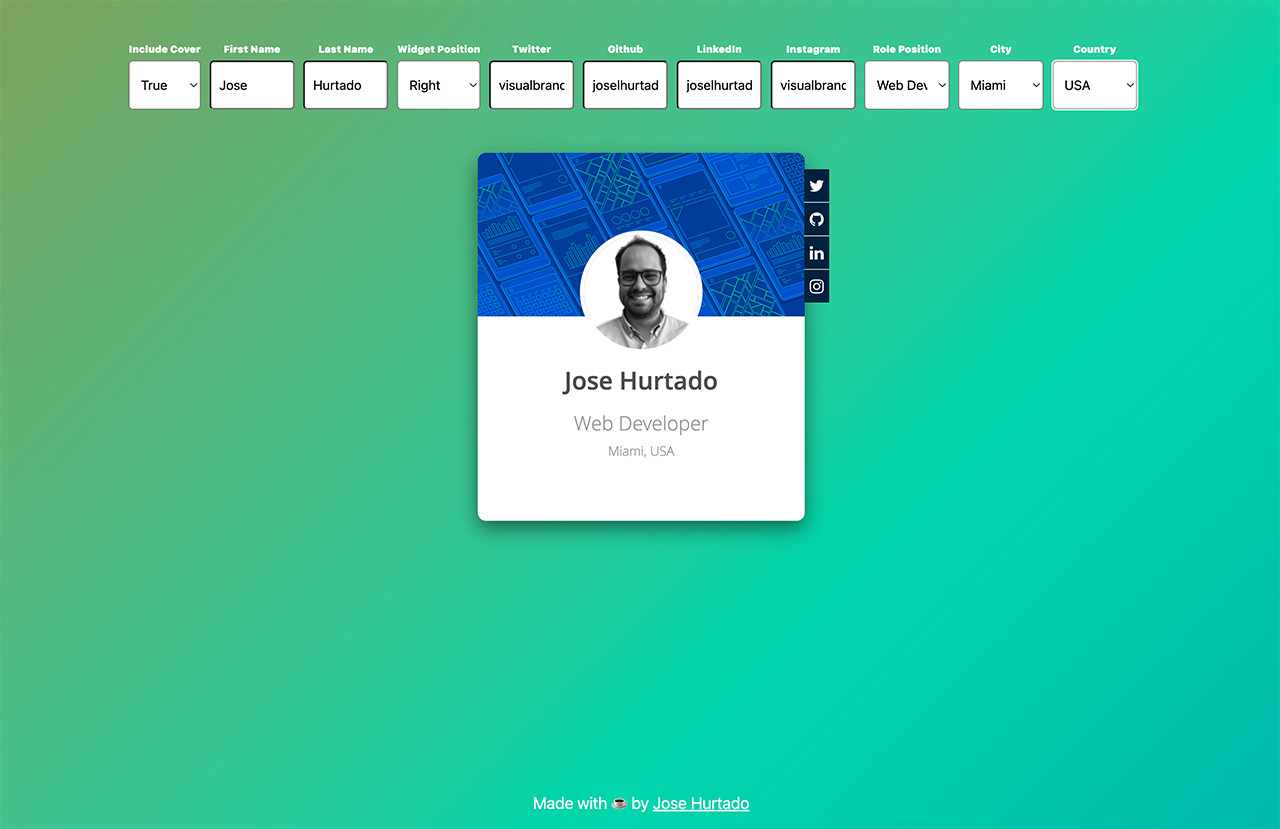 Include Cover First Name Last Name Widget Position Twitter Github LinkedIn Instagram Role Position City Country
True Jose Hurtado Right visualbranc joselhurtad joselhurtad visualbranc Web Dev Miami USA
in
Jose Hurtado
Web Developer
Miami, USA
Made with ☕ by Jose Hurtado